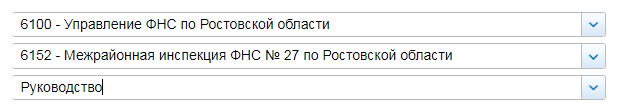 6100 - Управление ФНС по Ростовской области
6152 - Межрайонная инспекция ФНС № 27 по Ростовской области
Руководство